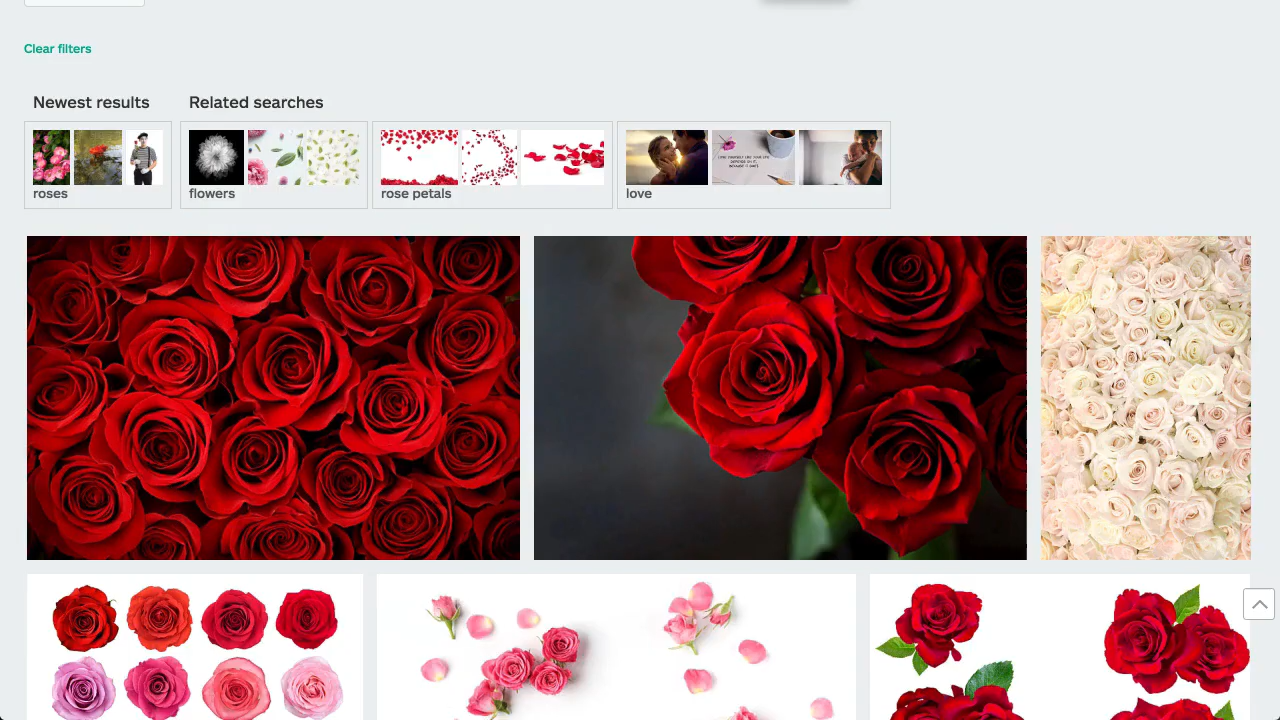 Clear filters
Newest results
Related searches
roses
flowers
rose petals
love